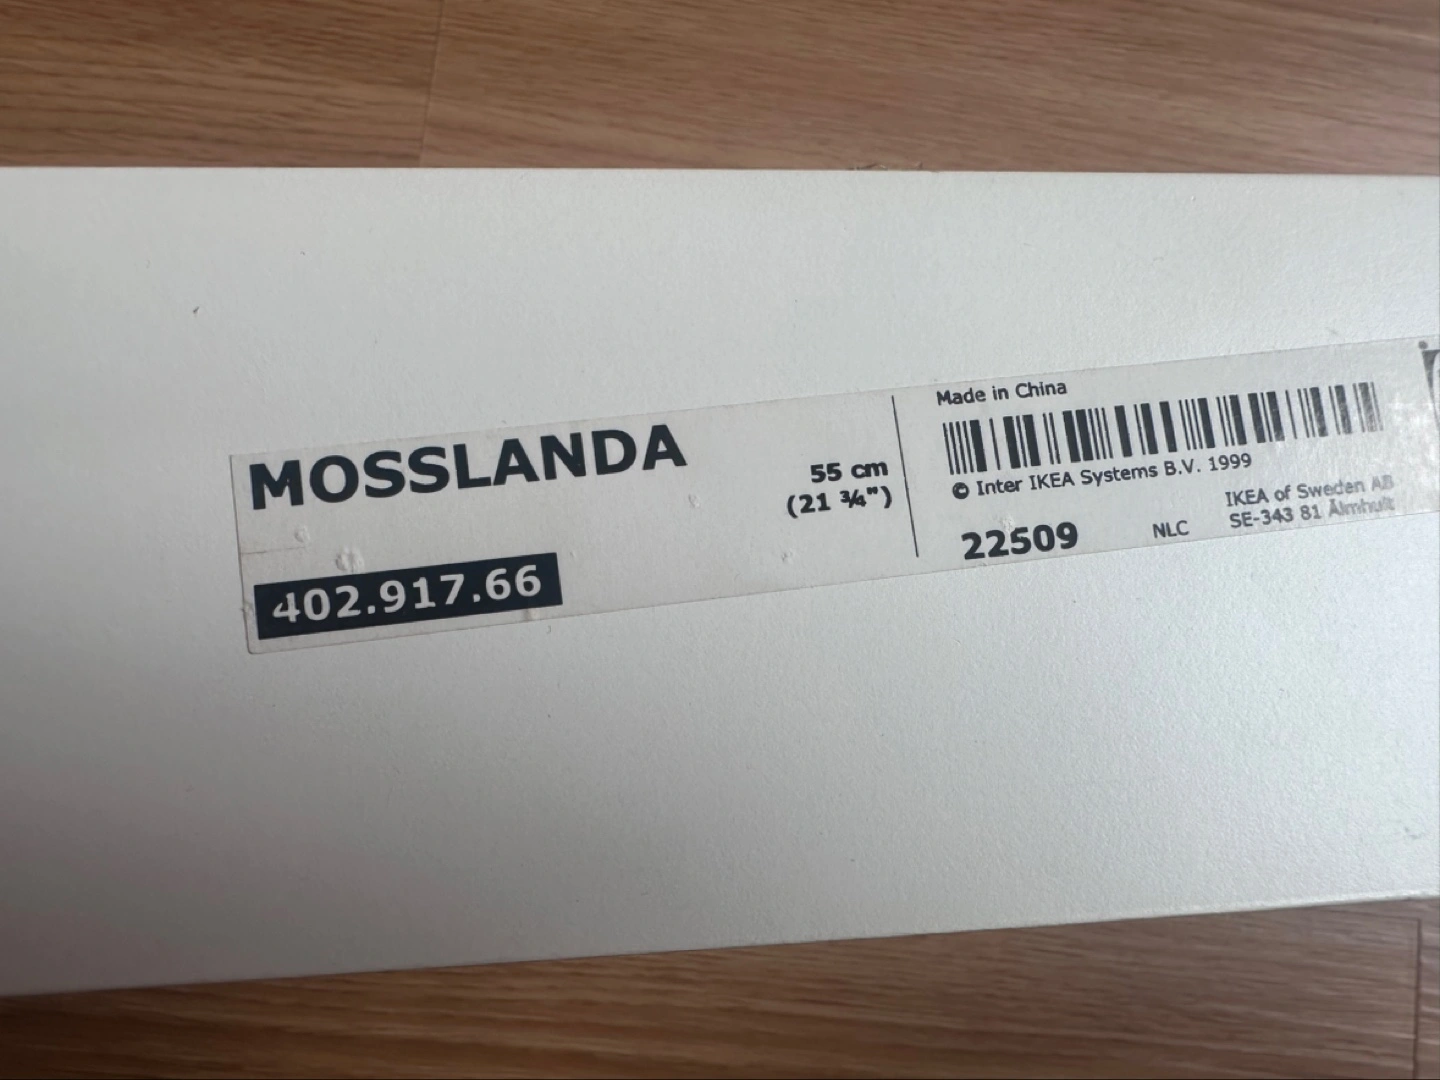 MOSSLANDA
55 cm
(21 ¾")
402.917.66
Made in China
© Inter IKEA Systems B.V. 1999
22509
NLC
IKEA of Sweden AB
SE-343 81 Älmhult